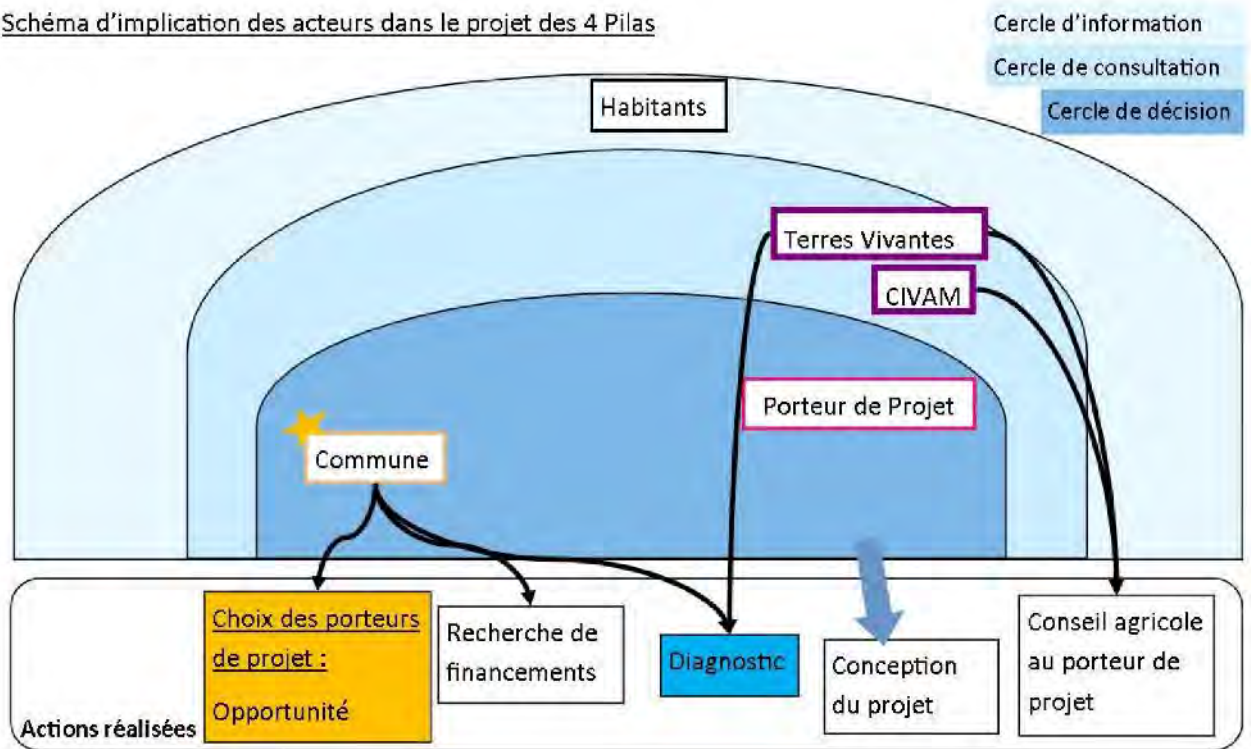 Schéma d’implication des acteurs dans le projet des 4 Pilas
Cercle d’information
Cercle de consultation
Cercle de décision
Habitants
Terres Vivantes
CIVAM
Porteur de Projet
Commune
Choix des porteurs
de projet :
Opportunité
Recherche de
financements
Diagnostic
Conception
du projet
Conseil agricole
au porteur de
projet
Actions réalisées